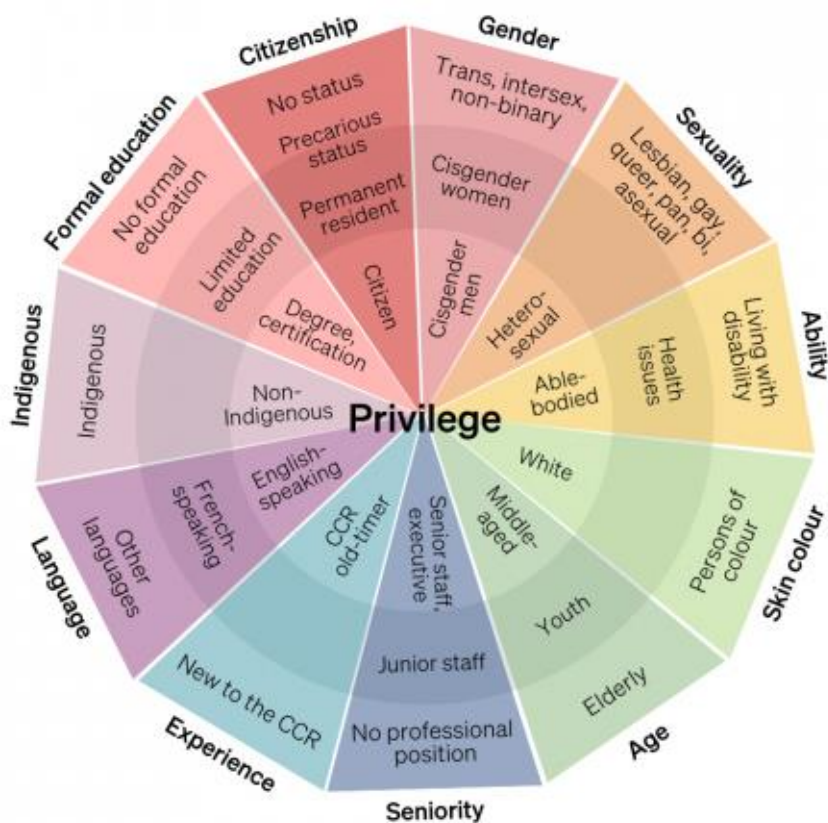 Privilege
Citizenship
No status
Precarious
status
Permanent
resident
Citizen
Gender
Trans, intersex,
non-binary
Cisgender
women
Cisgender
men
Sexuality
Lesbian, gay,
queer, pan, bi,
asexual
Hetero-
sexual
Ability
Living with
disability
Health
issues
Able-
bodied
Skin colour
Persons of
colour
White
Age
Elderly
Youth
Middle-
aged
Seniority
Senior staff,
executive
Junior staff
No professional
position
Experience
CCR
old-timer
New to the CCR
Language
Other
languages
French-
speaking
English-
speaking
Indigenous
Indigenous
Non-
Indigenous
Formal education
No formal
education
Limited
education
Degree,
certification